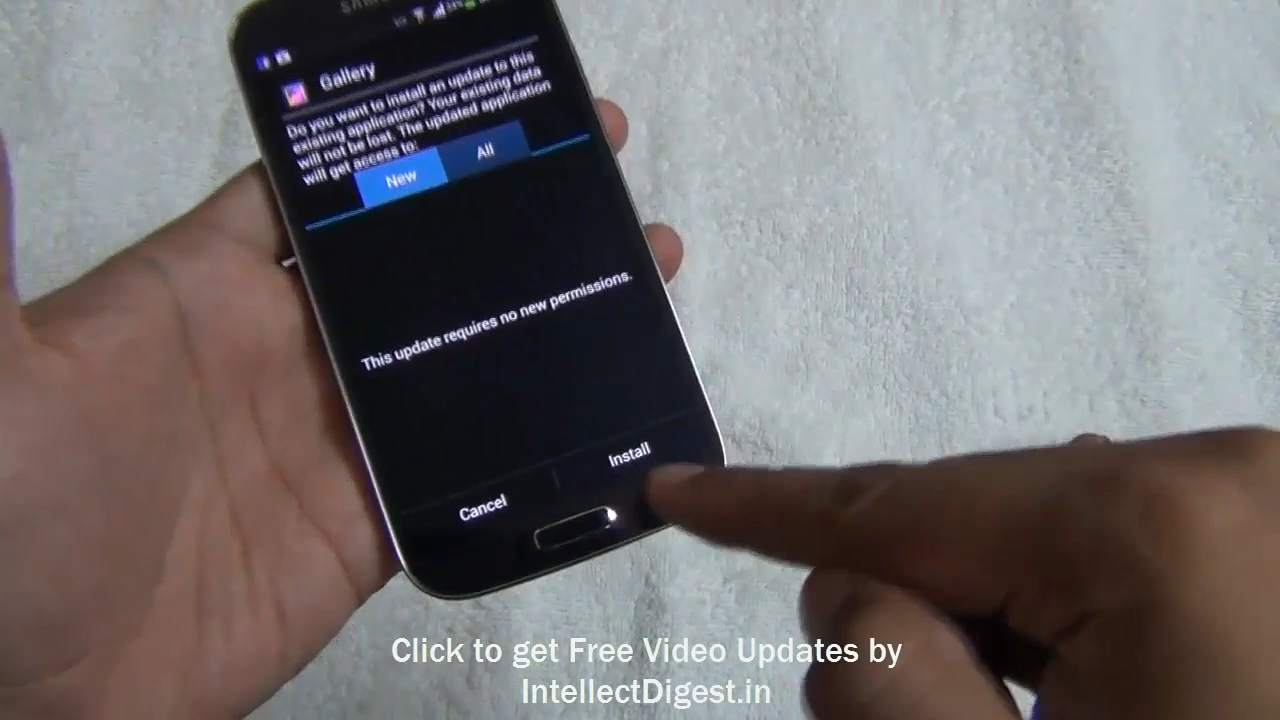 Gallery
Do you want to install an update to this
existing application? Your existing data
will not be lost. The updated application
will get access to:
New
All
This update requires no new permissions.
Cancel
Install
Click to get Free Video Updates by
IntellectDigest.in